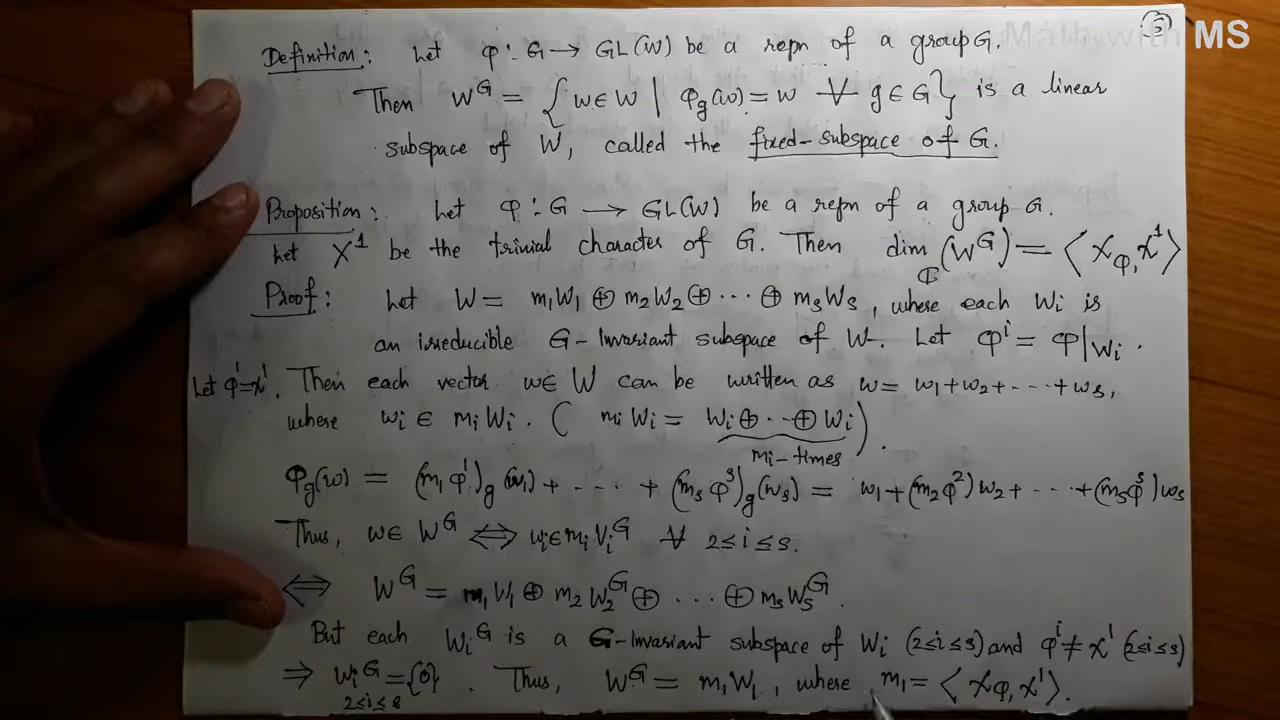 Definition: Let φ: G → GL(W) be a repn of a group G.
Then W^G = {w ∈ W | φ_g(w) = w ∀ g ∈ G} is a linear
subspace of W, called the fixed-subspace of G.
Proposition: Let φ: G → GL(W) be a repn of a group G.
Let χ^1 be the trivial character of G. Then dim_ℂ(W^G) = ⟨χ_φ, χ^1⟩
Proof: Let W = m_1W_1 ⊕ m_2W_2 ⊕ ... ⊕ m_sW_s, where each W_i is
an irreducible G-Invariant subspace of W. Let φ^i = φ|_{W_i}.
Let φ^1=χ^1. Then each vector w ∈ W can be written as w = w_1+w_2+----+w_s,
where w_i ∈ m_iW_i. (m_iW_i = W_i ⊕ ... ⊕ W_i).
m_i-times
φ_g(w) = (m_1φ^1)_g(w_1) + ---- + (m_sφ^s)_g(w_s) = w_1+(m_2φ^2)w_2+----+(m_sφ^s)w_s
Thus, w ∈ W^G ⟺ w_i ∈ m_iV_i^G ∀ 2≤i≤s.
⟺ W^G = m_1W_1 ⊕ m_2W_2^G ⊕ ... ⊕ m_sW_s^G.
But each W_i^G is a G-Invariant subspace of W_i (2≤i≤s) and φ^i ≠ χ^1 (2≤i≤s)
⇒ W_i^G = {0}. Thus, W^G = m_1W_1, where m_1 = ⟨χ_φ, χ^1⟩.
2≤i≤s
5
Math with MS